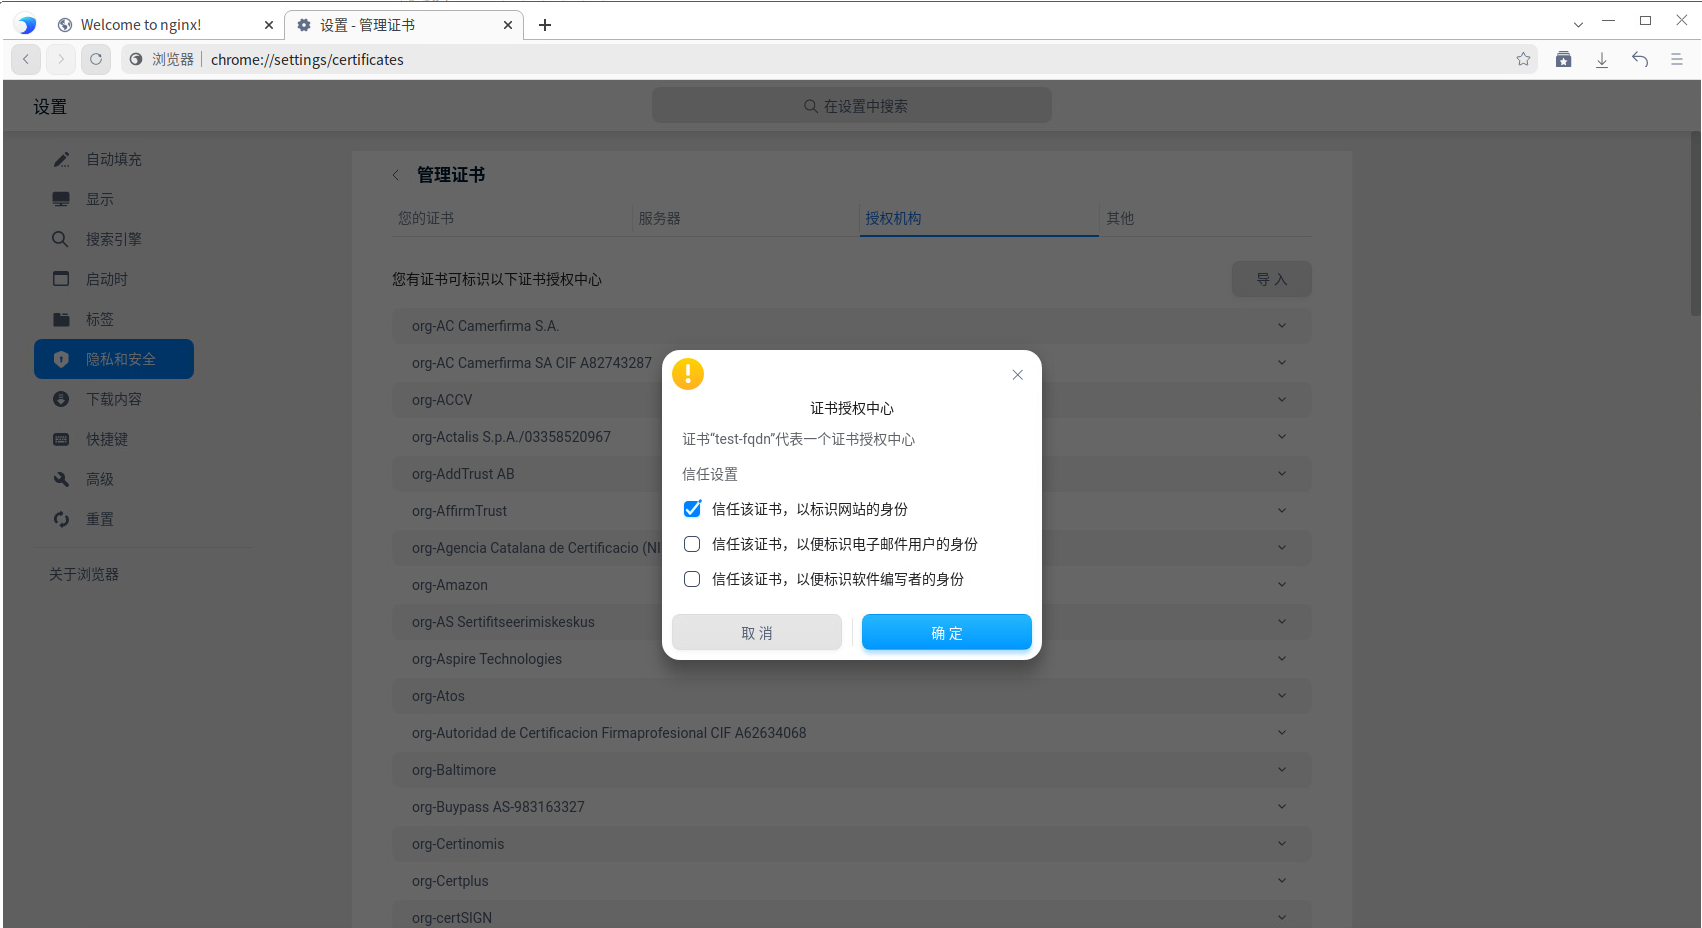 Welcome to nginx!
设置 - 管理证书
浏览器
chrome://settings/certificates
设置
在设置中搜索
自动填充
显示
搜索引擎
启动时
标签
隐私和安全
下载内容
快捷键
高级
重置
关于浏览器
管理证书
您的证书
服务器
授权机构
其他
您有证书可标识以下证书授权中心
导 入
org-AC Camerfirma S.A.
org-AC Camerfirma SA CIF A82743287
org-ACCV
org-Actalis S.p.A./03358520967
org-AddTrust AB
org-AffirmTrust
org-Agencia Catalana de Certificacio (NI
org-Amazon
org-AS Sertifitseerimiskeskus
org-Aspire Technologies
org-Atos
org-Autoridad de Certificacion Firmaprofesional CIF A62634068
org-Baltimore
org-Buypass AS-983163327
org-Certinomis
org-Certplus
org-certSIGN
证书授权中心
证书“test-fqdn”代表一个证书授权中心
信任设置
信任该证书，以标识网站的身份
信任该证书，以便标识电子邮件用户的身份
信任该证书，以便标识软件编写者的身份
取 消
确 定